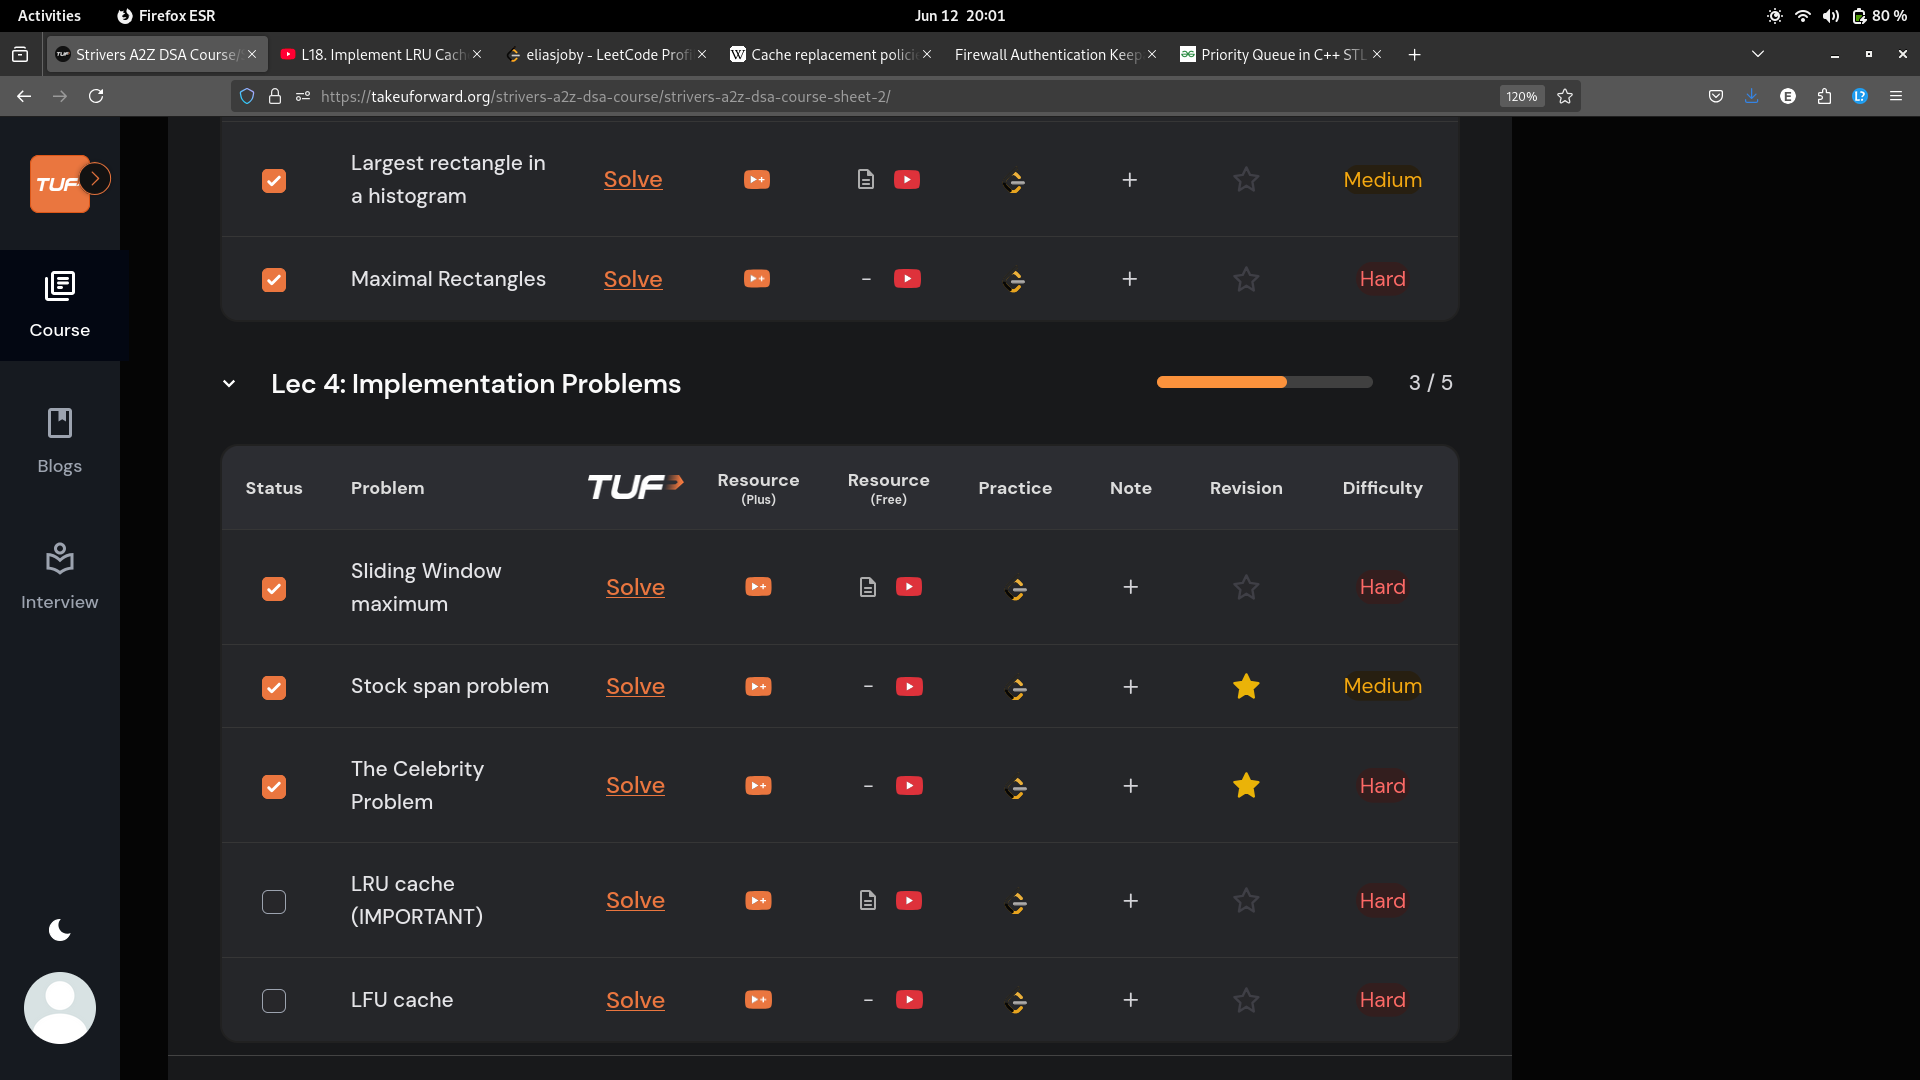 Activities
Firefox ESR
Jun 12 20:01
80 %
Strivers A2Z DSA Course/
L18. Implement LRU Cach
eliasjoby - LeetCode Profi
Cache replacement polici
Firewall Authentication Keep
Priority Queue in C++ STL
https://takeuforward.org/strivers-a2z-dsa-course/strivers-a2z-dsa-course-sheet-2/
120%
TUF
Course
Blogs
Interview
Largest rectangle in
a histogram
Solve
+
Medium
Maximal Rectangles
Solve
-
+
Hard
Lec 4: Implementation Problems
3 / 5
Status
Problem
TUF
Resource
(Plus)
Resource
(Free)
Practice
Note
Revision
Difficulty
Sliding Window
maximum
Solve
+
Hard
Stock span problem
Solve
-
+
Medium
The Celebrity
Problem
Solve
-
+
Hard
LRU cache
(IMPORTANT)
Solve
+
Hard
LFU cache
Solve
-
+
Hard